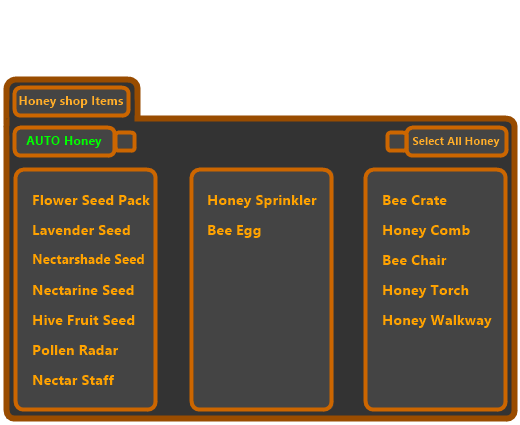 Honey shop Items
AUTO Honey
Select All Honey
Flower Seed Pack
Lavender Seed
Nectarshade Seed
Nectarine Seed
Hive Fruit Seed
Pollen Radar
Nectar Staff
Honey Sprinkler
Bee Egg
Bee Crate
Honey Comb
Bee Chair
Honey Torch
Honey Walkway